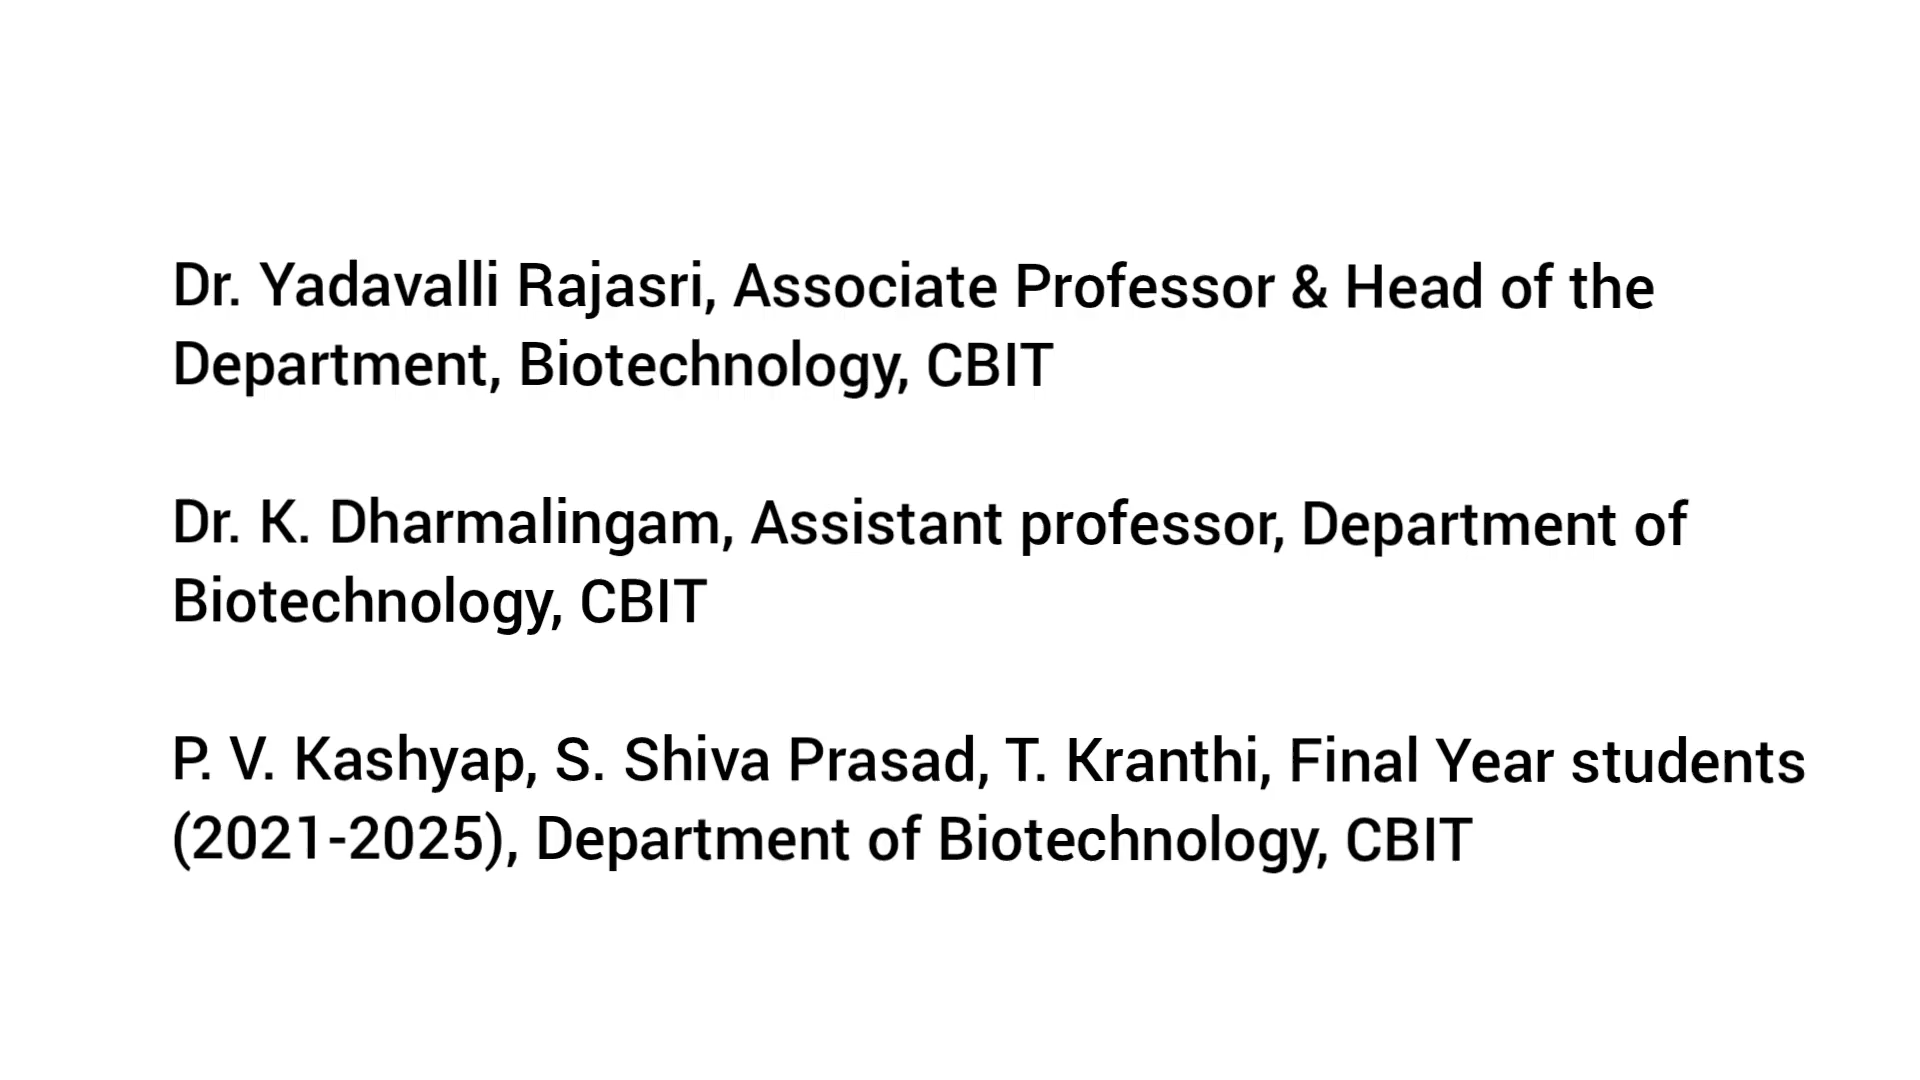 Dr. Yadavalli Rajasri, Associate Professor & Head of the
Department, Biotechnology, CBIT
Dr. K. Dharmalingam, Assistant professor, Department of
Biotechnology, CBIT
P. V. Kashyap, S. Shiva Prasad, T. Kranthi, Final Year students
(2021-2025), Department of Biotechnology, CBIT